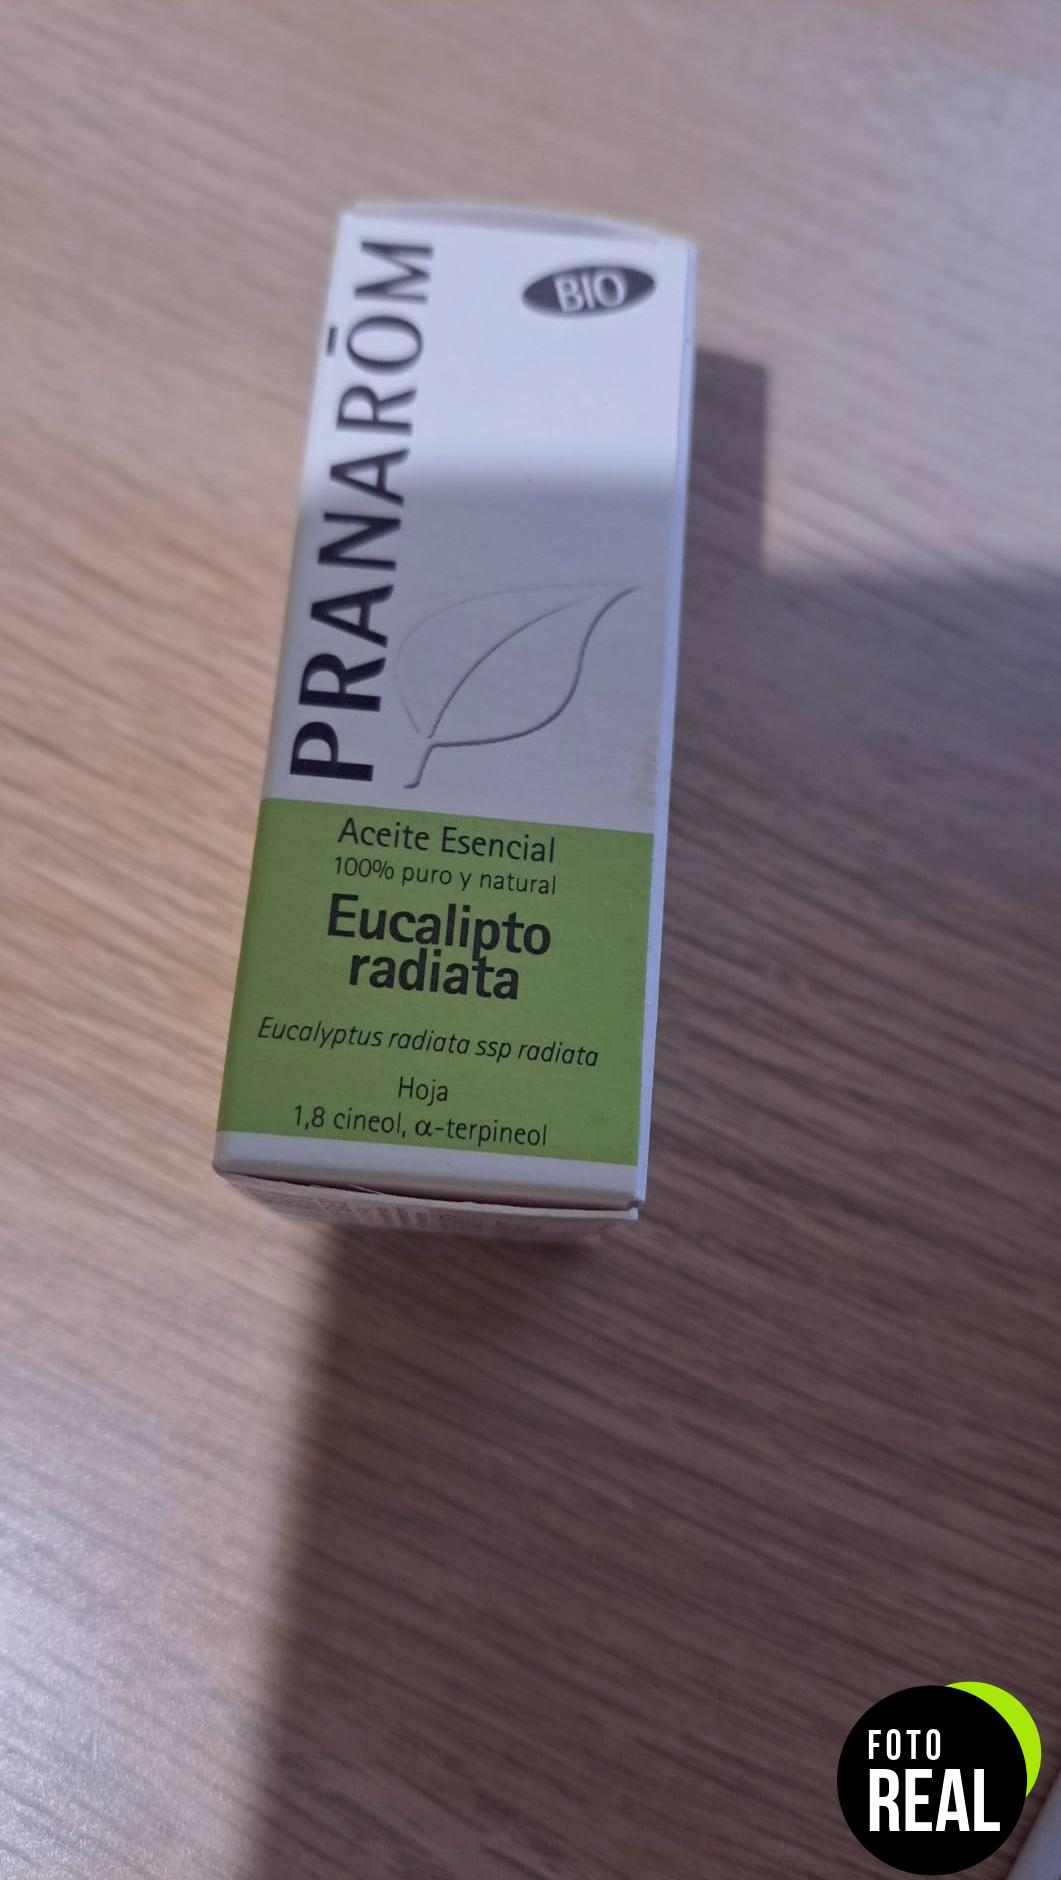 PRANARŌM
BIO
Aceite Esencial
100% puro y natural
Eucalipto
radiata
Eucalyptus radiata ssp radiata
Hoja
1,8 cineol, α-terpineol
FOTO
REAL